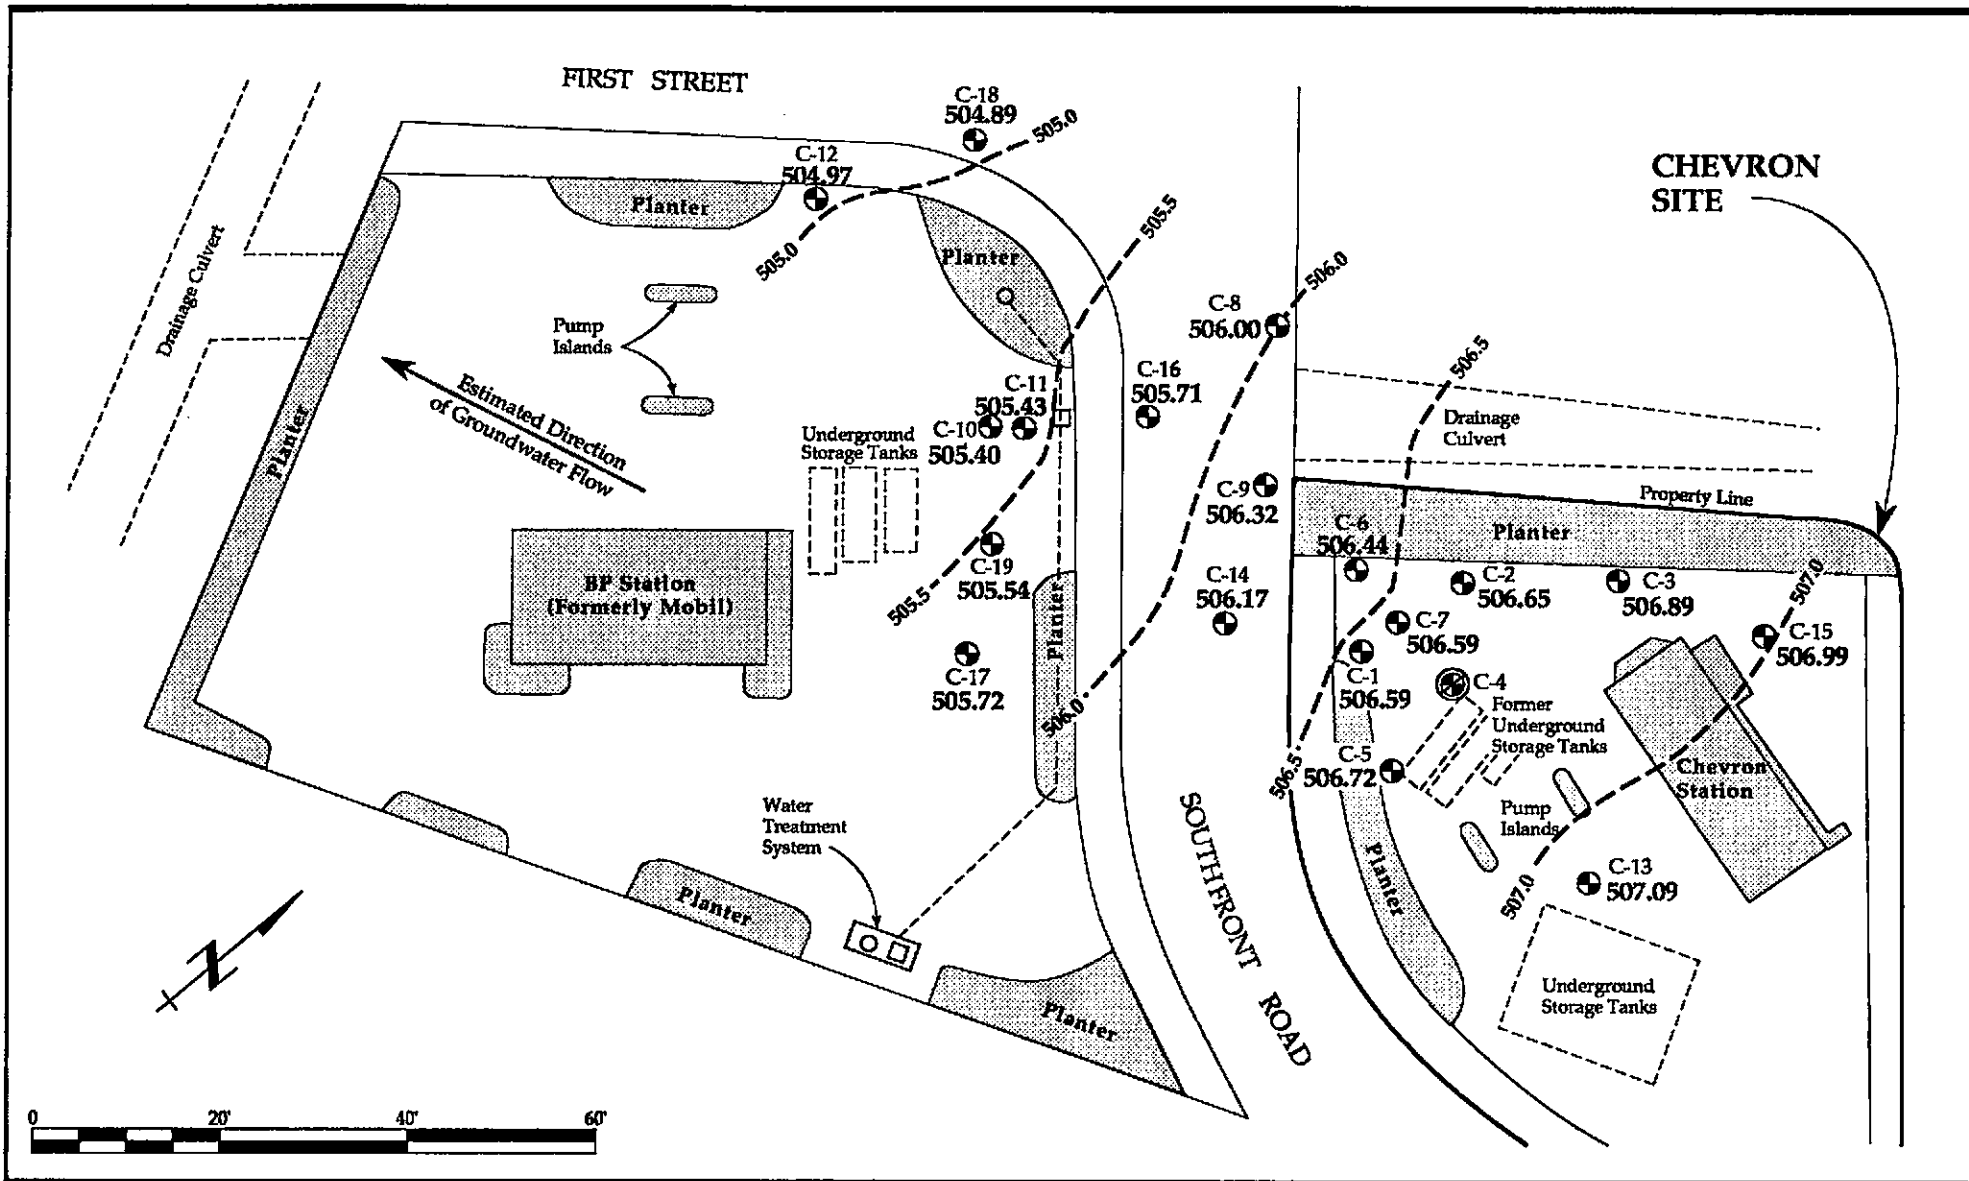 FIRST STREET
C-18
504.89
505.0
C-12
504.97
CHEVRON
SITE
Planter
505.5
Drainage Culvert
505.0
Planter
506.0
Pump
Islands
C-8
506.00
506.5
Estimated Direction
of Groundwater Flow
C-11
505.43
C-16
505.71
Planter
C-10
505.40
Underground
Storage Tanks
Drainage
Culvert
C-9
506.32
Property Line
Planter
C-6
506.44
BP Station
(Formerly Mobil)
C-19
505.54
505.5
C-14
506.17
C-2
506.65
C-3
506.89
507.0
Planter
C-7
506.59
C-15
506.99
C-17
505.72
C-1
506.59
C-4
506.0
Former
Underground
Storage Tanks
C-5
506.72
506.5
Chevron
Station
Water
Treatment
System
SOUTHFRONT ROAD
Pump
Islands
Planter
C-13
507.09
507.0
Planter
N
Underground
Storage Tanks
Planter
0 20' 40' 60'